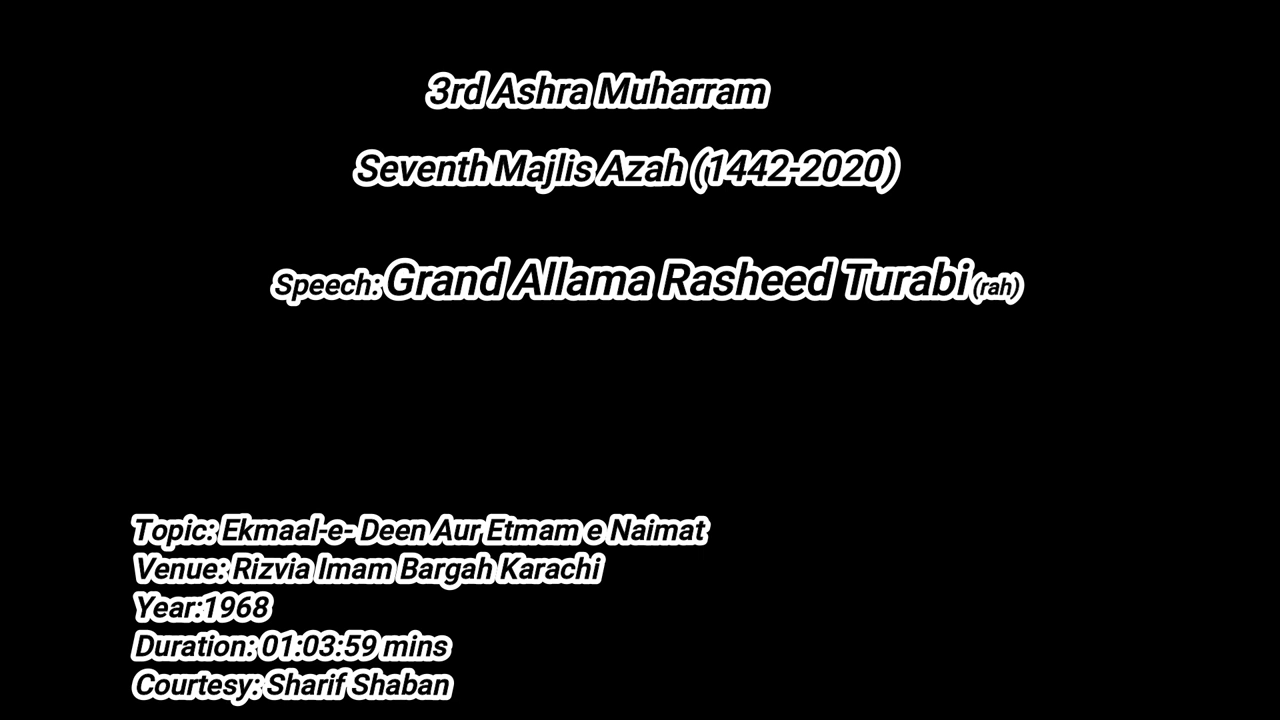 3rd Ashra Muharram
Seventh Majlis Azah (1442-2020)
Speech: Grand Allama Rasheed Turabi (rah)
Topic: Ekmaal-e- Deen Aur Etmam e Naimat
Venue: Rizvia Imam Bargah Karachi
Year:1968
Duration: 01:03:59 mins
Courtesy: Sharif Shaban